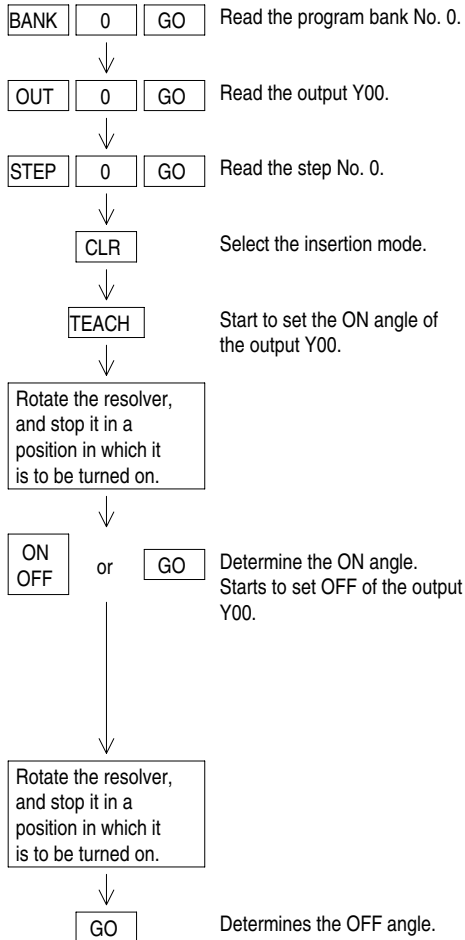 BANK 0 GO Read the program bank No. 0.
OUT 0 GO Read the output Y00.
STEP 0 GO Read the step No. 0.
CLR Select the insertion mode.
TEACH Start to set the ON angle of
the output Y00.
Rotate the resolver,
and stop it in a
position in which it
is to be turned on.
ON
OFF or GO Determine the ON angle.
Starts to set OFF of the output
Y00.
Rotate the resolver,
and stop it in a
position in which it
is to be turned on.
GO Determines the OFF angle.